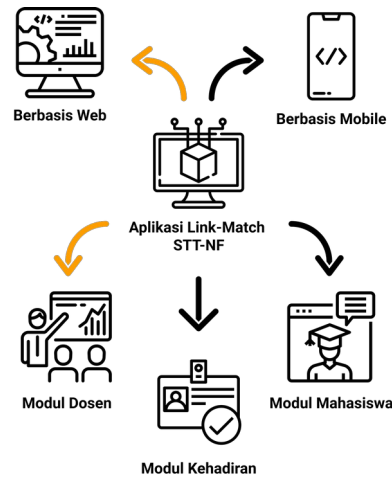 Berbasis Web
Berbasis Mobile
Aplikasi Link-Match
STT-NF
Modul Dosen
Modul Mahasiswa
Modul Kehadiran